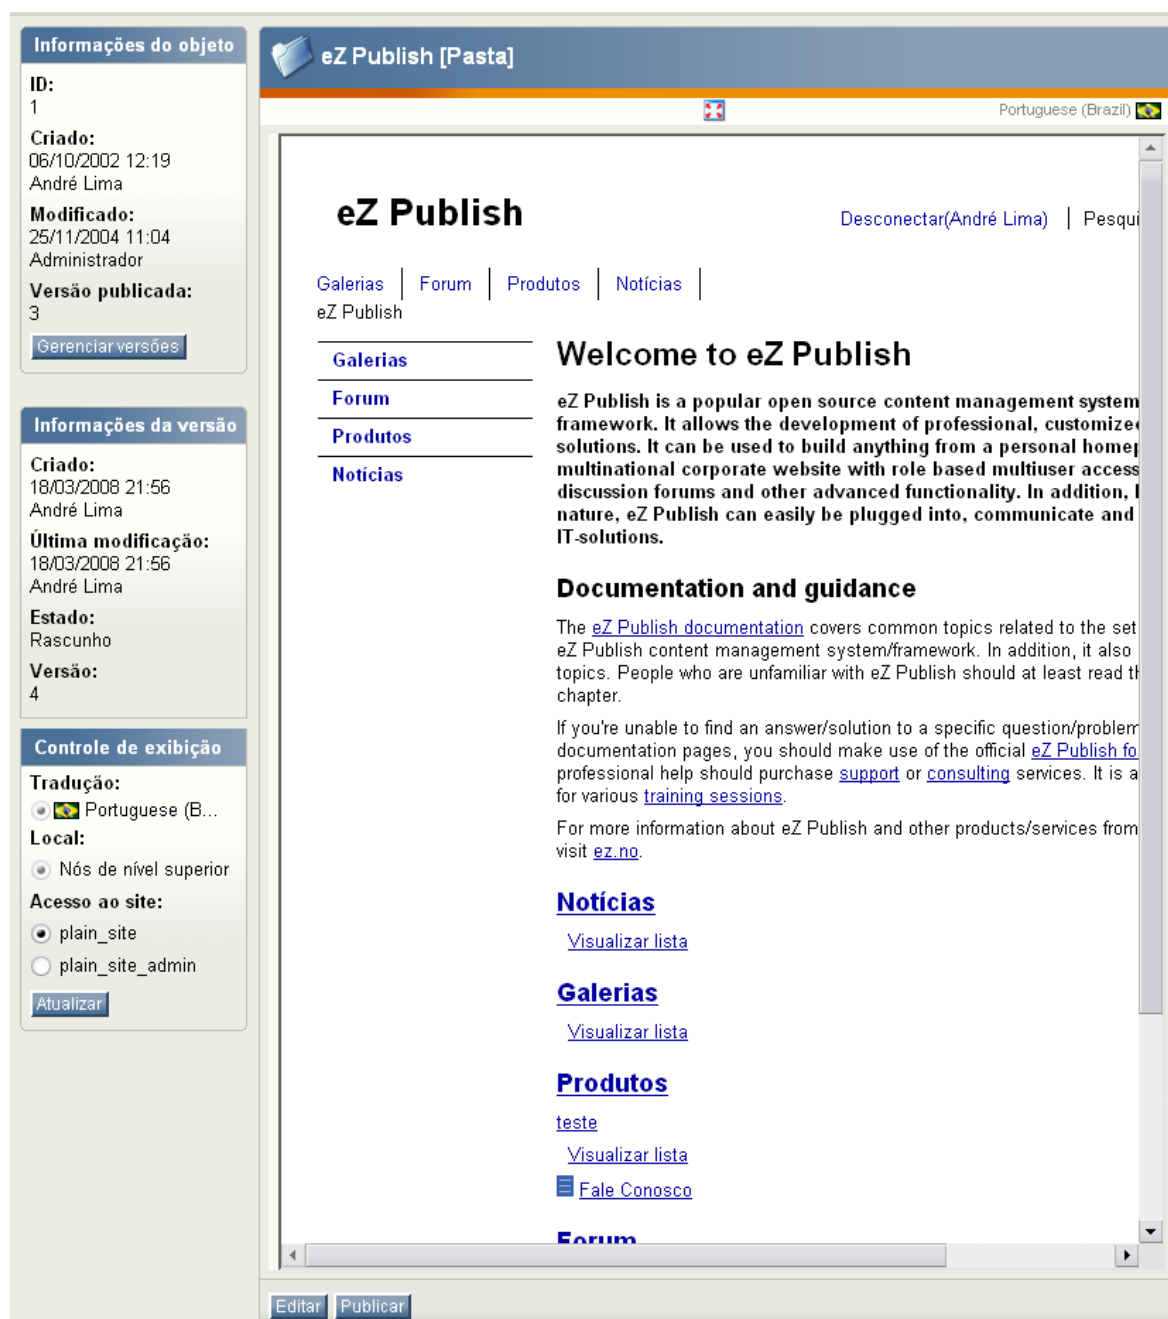 Informações do objeto
ID:
1
Criado:
06/10/2002 12:19
André Lima
Modificado:
25/11/2004 11:04
Administrador
Versão publicada:
3
Gerenciar versões
Informações da versão
Criado:
18/03/2008 21:56
André Lima
Última modificação:
18/03/2008 21:56
André Lima
Estado:
Rascunho
Versão:
4
Controle de exibição
Tradução:
Portuguese (B...
Local:
Nós de nível superior
Acesso ao site:
plain_site
plain_site_admin
Atualizar
eZ Publish [Pasta]
Portuguese (Brazil)
eZ Publish
Desconectar(André Lima) Pesqui
Galerias Forum Produtos Notícias
eZ Publish
Galerias
Forum
Produtos
Notícias
Welcome to eZ Publish
eZ Publish is a popular open source content management system
framework. It allows the development of professional, customized
solutions. It can be used to build anything from a personal homep
multinational corporate website with role based multiuser access
discussion forums and other advanced functionality. In addition,
nature, eZ Publish can easily be plugged into, communicate and
IT-solutions.
Documentation and guidance
The eZ Publish documentation covers common topics related to the set
eZ Publish content management system/framework. In addition, it also
topics. People who are unfamiliar with eZ Publish should at least read th
chapter.
If you're unable to find an answer/solution to a specific question/problem
documentation pages, you should make use of the official eZ Publish fo
professional help should purchase support or consulting services. It is a
for various training sessions.
For more information about eZ Publish and other products/services from
visit ez.no.
Notícias
Visualizar lista
Galerias
Visualizar lista
Produtos
teste
Visualizar lista
Fale Conosco
Forum
Editar Publicar